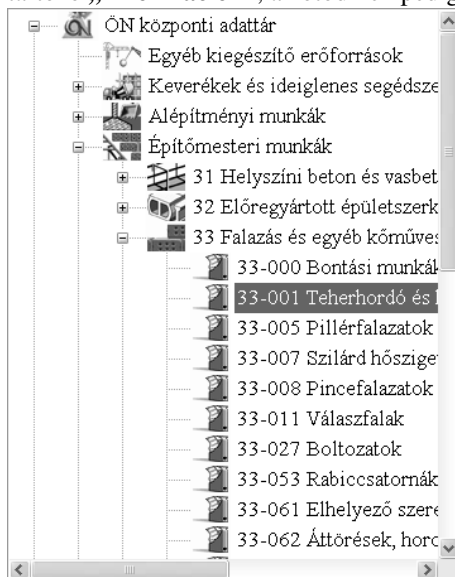 ÖN központi adattár
Egyéb kiegészítő erőforrások
Keverékek és ideiglenes segédsze
Alépítményi munkák
Építőmesteri munkák
31 Helyszíni beton és vasbet
32 Előregyártott épületszerk
33 Falazás és egyéb kőműves
33-000 Bontási munkák
33-001 Teherhordó és
33-005 Pillérfalazatok
33-007 Szilárd hősziget
33-008 Pincefalazatok
33-011 Válaszfalak
33-027 Boltozatok
33-053 Rabiccsatornák
33-061 Elhelyező szere
33-062 Áttörések, horc